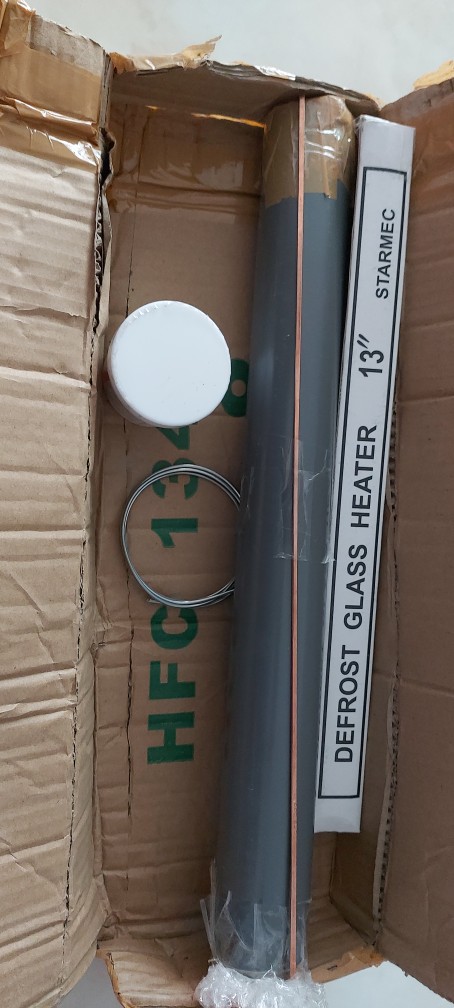 HFC 134
DEFROST GLASS HEATER 13" STARMEC